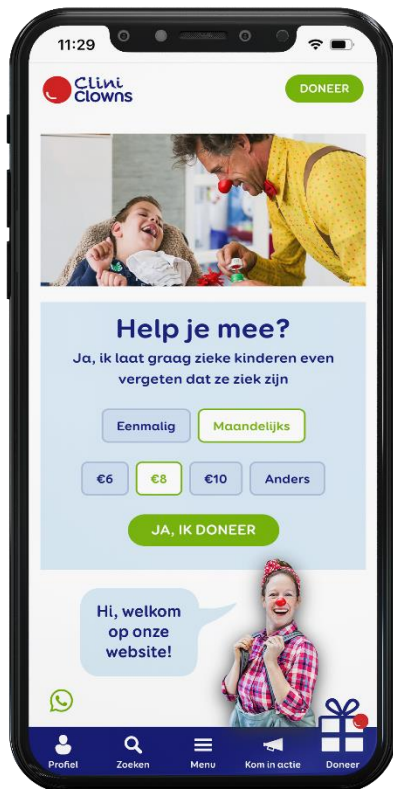 11:29
Clini
Clowns
DONEER
Help je mee?
Ja, ik laat graag zieke kinderen even
vergeten dat ze ziek zijn
Eenmalig
Maandelijks
€6
€8
€10
Anders
JA, IK DONEER
Hi, welkom
op onze
website!
Profiel
Zoeken
Menu
Kom in actie
Doneer